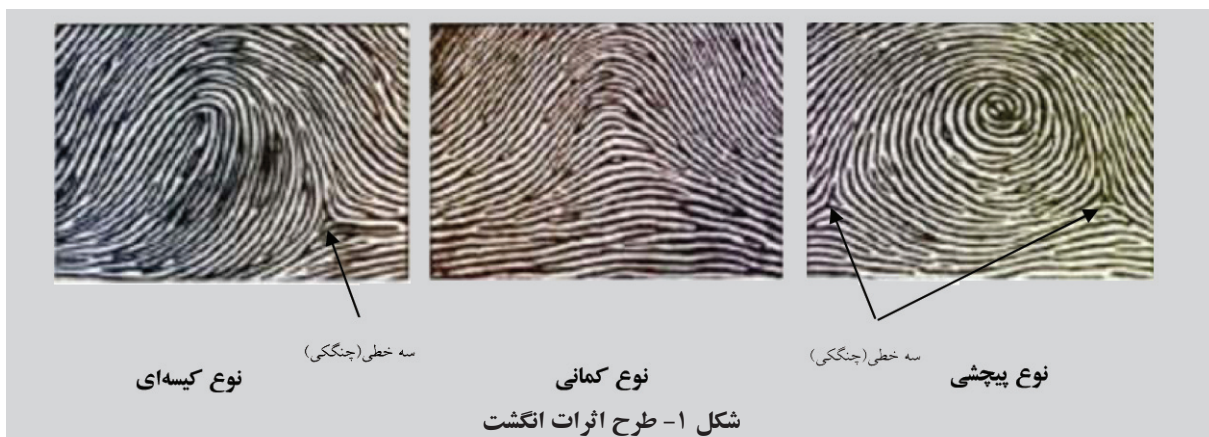 سه خطی(چنگکی)
سه خطی(چنگکی)
نوع پیچشی
نوع کمانی
نوع کیسه‌ای
شکل ۱- طرح اثرات انگشت